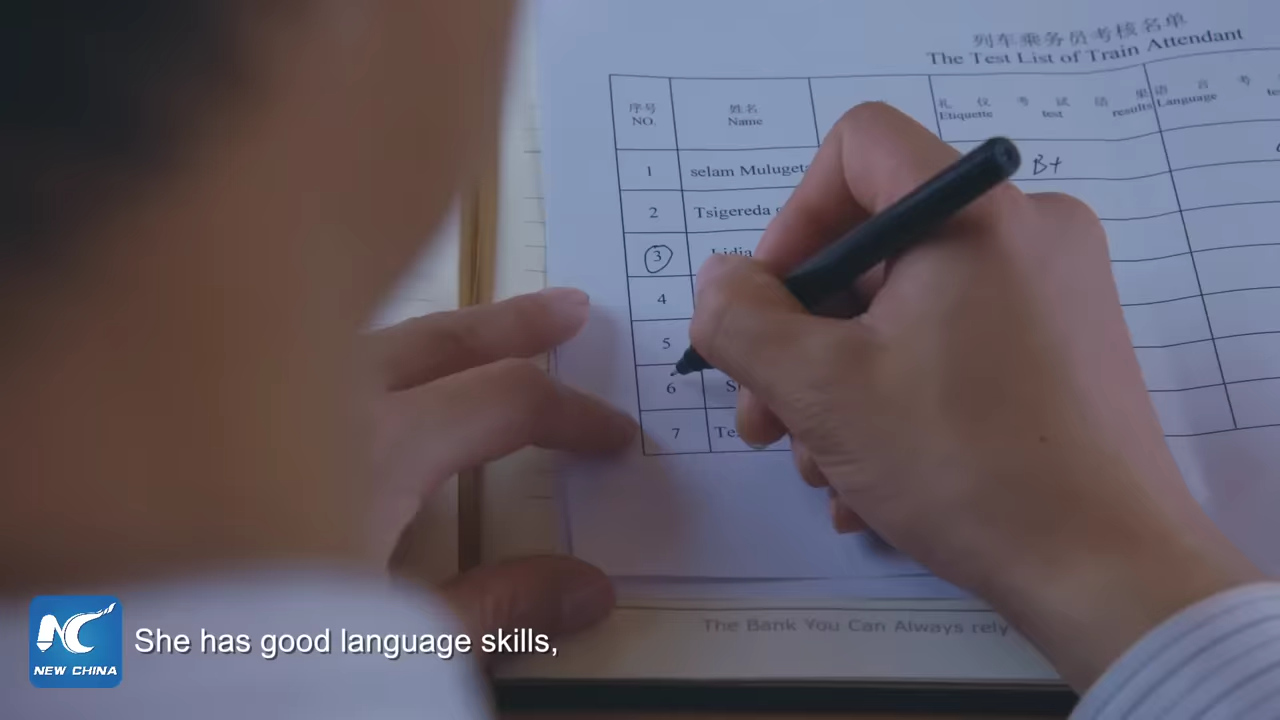 列车乘务员考核名单
The Test List of Train Attendant
序号 姓名 礼仪考试结果 语言考
NO. Name Etiquette test results Language
1 selam B+
2 Tsigereda
3 Lidia
4
5
6
7
The Bank You Can Always rely
NC
NEW CHINA
She has good language skills,